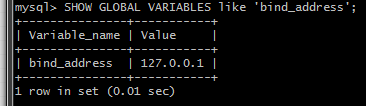 mysql> SHOW GLOBAL VARIABLES like 'bind_address';
+---------------+-----------+
| Variable_name | Value     |
+---------------+-----------+
| bind_address  | 127.0.0.1 |
+---------------+-----------+
1 row in set (0.01 sec)